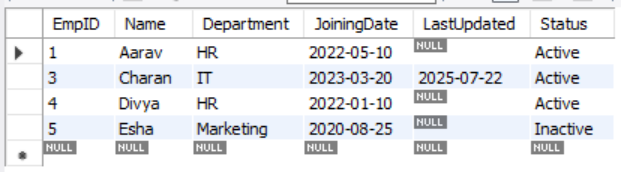 EmpID Name Department JoiningDate LastUpdated Status
1 Aarav HR 2022-05-10 NULL Active
3 Charan IT 2023-03-20 2025-07-22 Active
4 Divya HR 2022-01-10 NULL Active
5 Esha Marketing 2020-08-25 NULL Inactive
NULL NULL NULL NULL NULL NULL